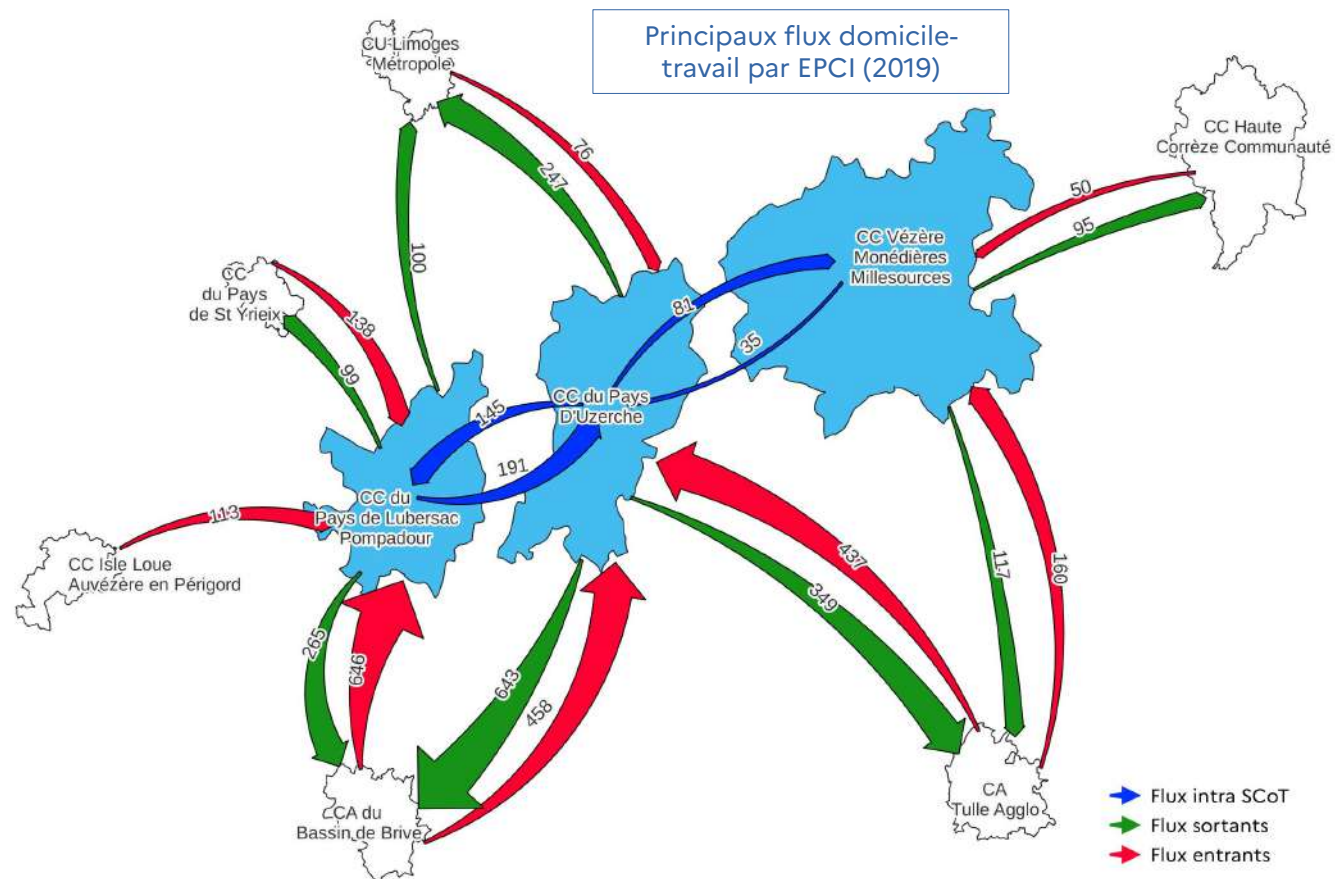 Principaux flux domicile-
travail par EPCI (2019)
CU Limoges
Métropole
CC Haute
Corrèze Communauté
76
247
50
95
100
CC Vézère
Monédières
Millesources
CC
du Pays
de St Yrieix
138
99
81
35
CC du Pays
D'Uzerche
145
191
CC du
Pays de Lubersac
Pompadour
113
CC Isle Loue
Auvézère en Périgord
437
349
117
160
265
646
643
458
CA du
Bassin de Brive
CA
Tulle Agglo
Flux intra SCoT
Flux sortants
Flux entrants